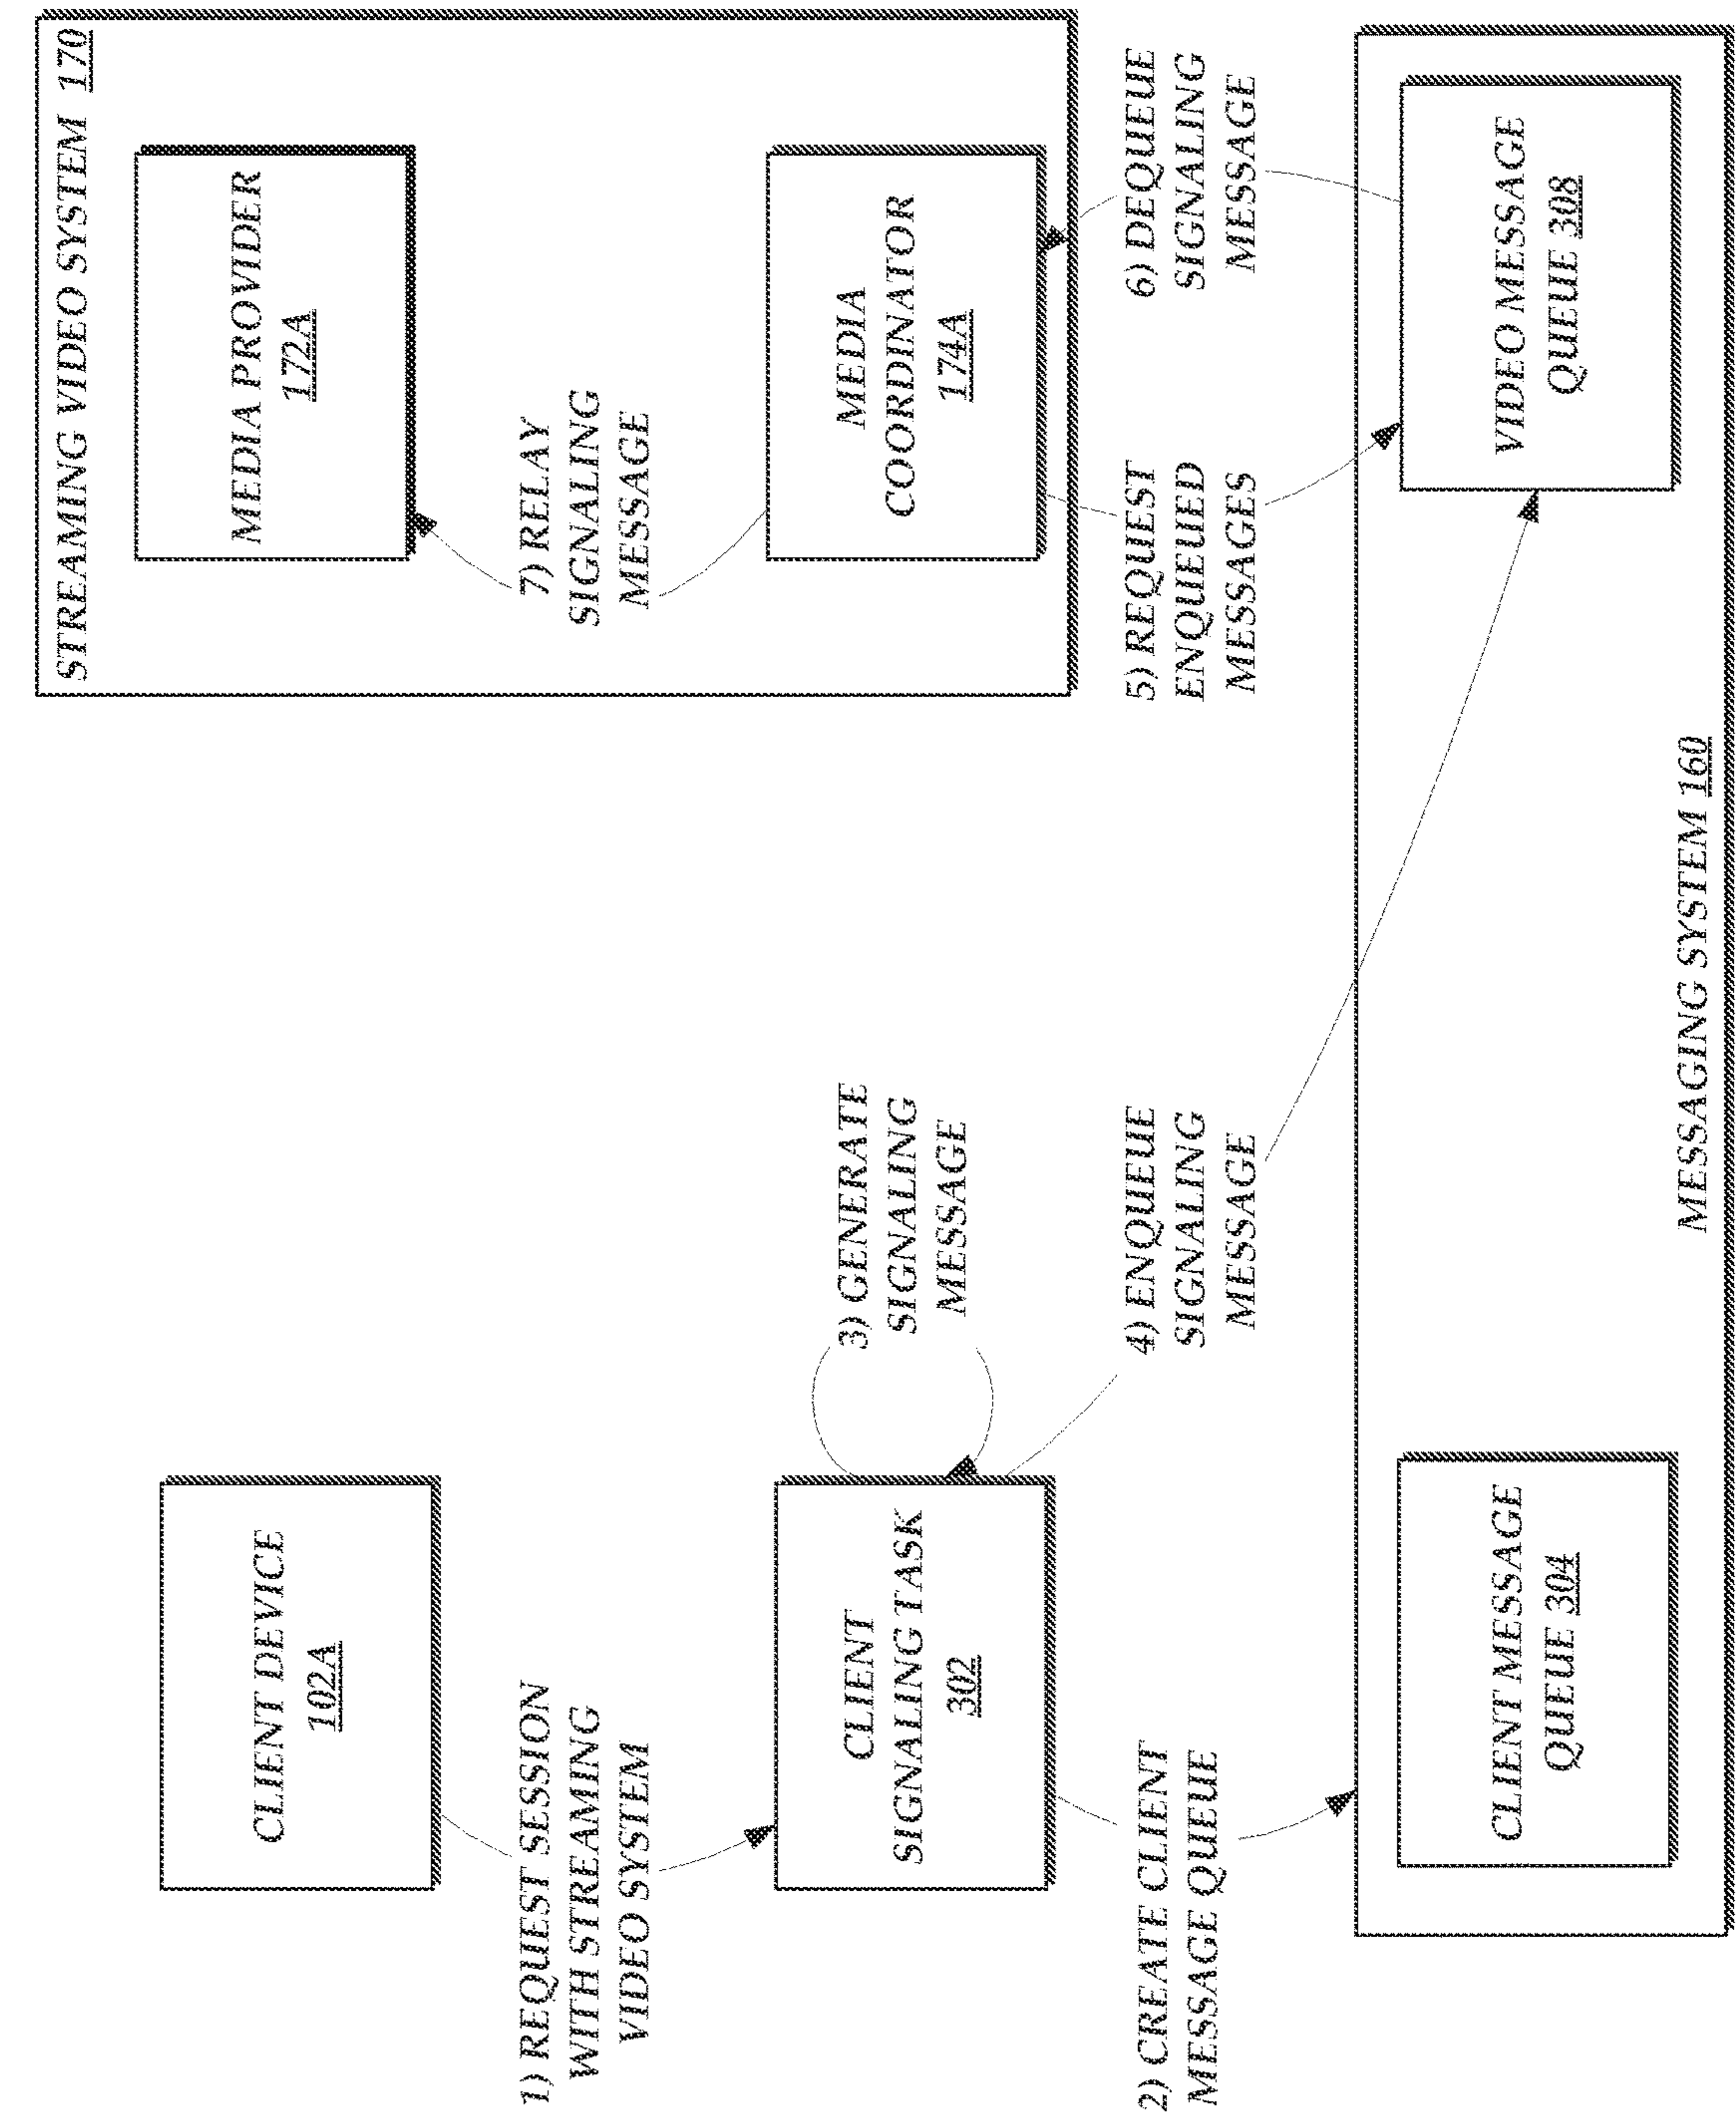 CLIENT DEVICE
102A
1) REQUEST SESSION
WITH STREAMING
VIDEO SYSTEM
CLIENT
SIGNALING TASK
302
3) GENERATE
SIGNALING
MESSAGE
2) CREATE CLIENT
MESSAGE QUEUE
4) ENQUEUE
SIGNALING
MESSAGE
CLIENT MESSAGE
QUEUE 304
MESSAGING SYSTEM 160
STREAMING VIDEO SYSTEM 170
MEDIA PROVIDER
172A
7) RELAY
SIGNALING
MESSAGE
MEDIA
COORDINATOR
174A
5) REQUEST
ENQUEUED
MESSAGES
6) DEQUEUE
SIGNALING
MESSAGE
VIDEO MESSAGE
QUEUE 308